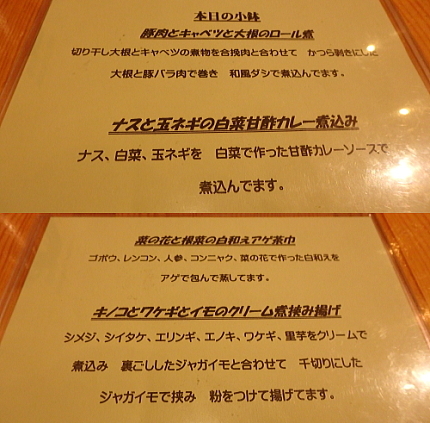 本日の小鉢
豚肉とキャベツと大根のロール煮
切り干し大根とキャベツの煮物を合挽肉と合わせて　かつら剥きにした
大根と豚バラ肉で巻き　和風ダシで煮込んでます。
ナスと玉ネギの白菜甘酢カレー煮込み
ナス、白菜、玉ネギを　白菜で作った甘酢カレーソースで
煮込んでます。
菜の花と根菜の白和えアゲ茶巾
ゴボウ、レンコン、人参、コンニャク、菜の花で作った白和えを
アゲで包んで蒸してます。
キノコとワケギとイモのクリーム煮挟み揚げ
シメジ、シイタケ、エリンギ、エノキ、ワケギ、里芋をクリームで
煮込み　裏ごししたジャガイモと合わせて　千切りにした
ジャガイモで挟み　粉をつけて揚げてます。